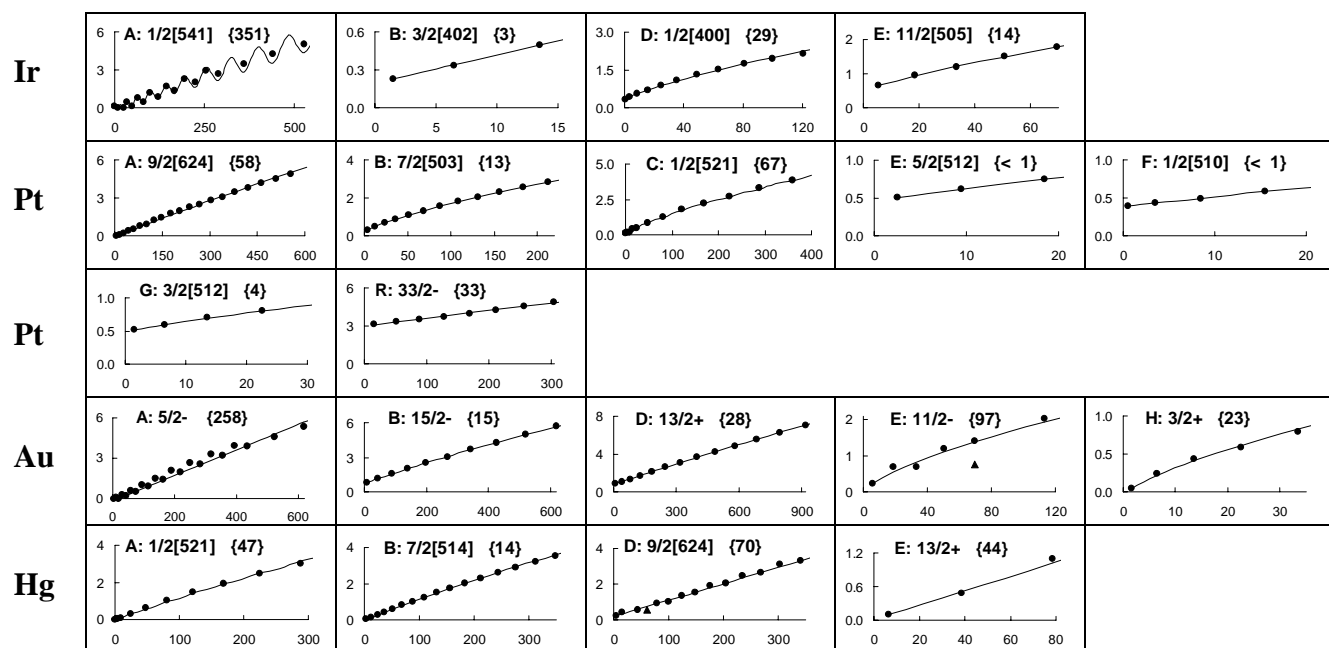 Ir
A: 1/2[541] {351}
6
3
0
0 250 500
B: 3/2[402] {3}
0.6
0.3
0.0
0 5 10 15
D: 1/2[400] {29}
3.0
1.5
0.0
0 40 80 120
E: 11/2[505] {14}
2
1
0
0 20 40 60
Pt
A: 9/2[624] {58}
6
3
0
0 150 300 450 600
B: 7/2[503] {13}
4
2
0
0 50 100 150 200
C: 1/2[521] {67}
5.0
2.5
0.0
0 100 200 300 400
E: 5/2[512] {< 1}
1.0
0.5
0.0
0 10 20
F: 1/2[510] {< 1}
1.0
0.5
0.0
0 10 20
Pt
G: 3/2[512] {4}
1.0
0.5
0.0
0 10 20 30
R: 33/2- {33}
6
3
0
0 100 200 300
Au
A: 5/2- {258}
6
3
0
0 200 400 600
B: 15/2- {15}
6
3
0
0 200 400 600
D: 13/2+ {28}
8
4
0
0 300 600 900
E: 11/2- {97}
2
1
0
0 40 80 120
H: 3/2+ {23}
1.0
0.5
0.0
0 10 20 30
Hg
A: 1/2[521] {47}
4
2
0
0 100 200 300
B: 7/2[514] {14}
4
2
0
0 100 200 300
D: 9/2[624] {70}
4
2
0
0 100 200 300
E: 13/2+ {44}
1.2
0.6
0.0
0 20 40 60 80